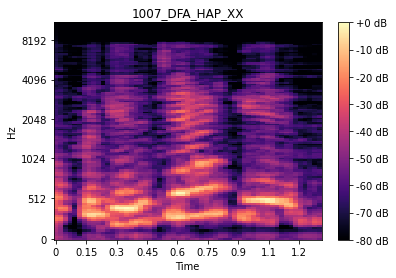 1007_DFA_HAP_XX
8192
4096
2048
1024
512
0
Hz
0 0.15 0.3 0.45 0.6 0.75 0.9 1.1 1.2
Time
+0 dB
-10 dB
-20 dB
-30 dB
-40 dB
-50 dB
-60 dB
-70 dB
-80 dB